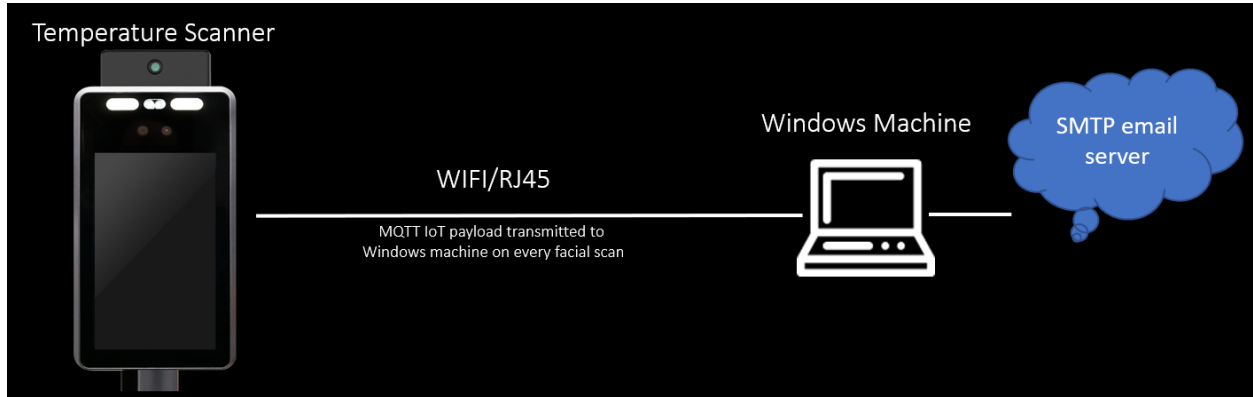 Temperature Scanner
Windows Machine
SMTP email
server
WIFI/RJ45
MQTT IoT payload transmitted to
Windows machine on every facial scan